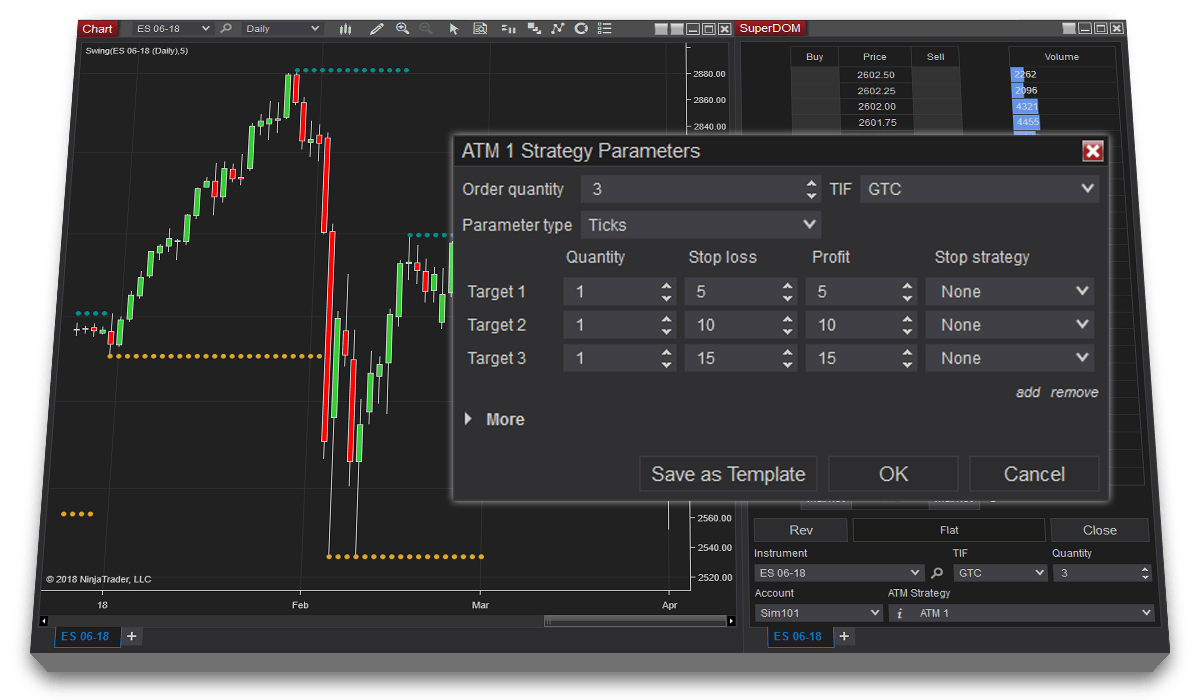 Chart ES 06-18 Daily
Swing(ES 06-18 (Daily),5)
2880.00
2860.00
2840.00
2560.00
2540.00
2520.00
© 2018 NinjaTrader, LLC
18 Feb Mar Apr
ES 06-18 +
SuperDOM
Buy Price Sell Volume
2602.50 2262
2602.25 2096
2602.00 4321
2601.75 4455
ATM 1 Strategy Parameters
Order quantity 3 TIF GTC
Parameter type Ticks
Quantity Stop loss Profit Stop strategy
Target 1 1 5 5 None
Target 2 1 10 10 None
Target 3 1 15 15 None
add remove
More
Save as Template OK Cancel
Rev Flat Close
Instrument TIF Quantity
ES 06-18 GTC 3
Account ATM Strategy
Sim101 i ATM 1
ES 06-18 +